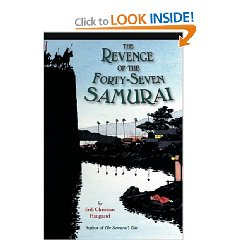 Click to LOOK INSIDE!
THE
REVENGE
OF THE
FORTY-SEVEN
SAMURAI
by
Erik Christian
Haugaard
Author of The Samurai's Tale